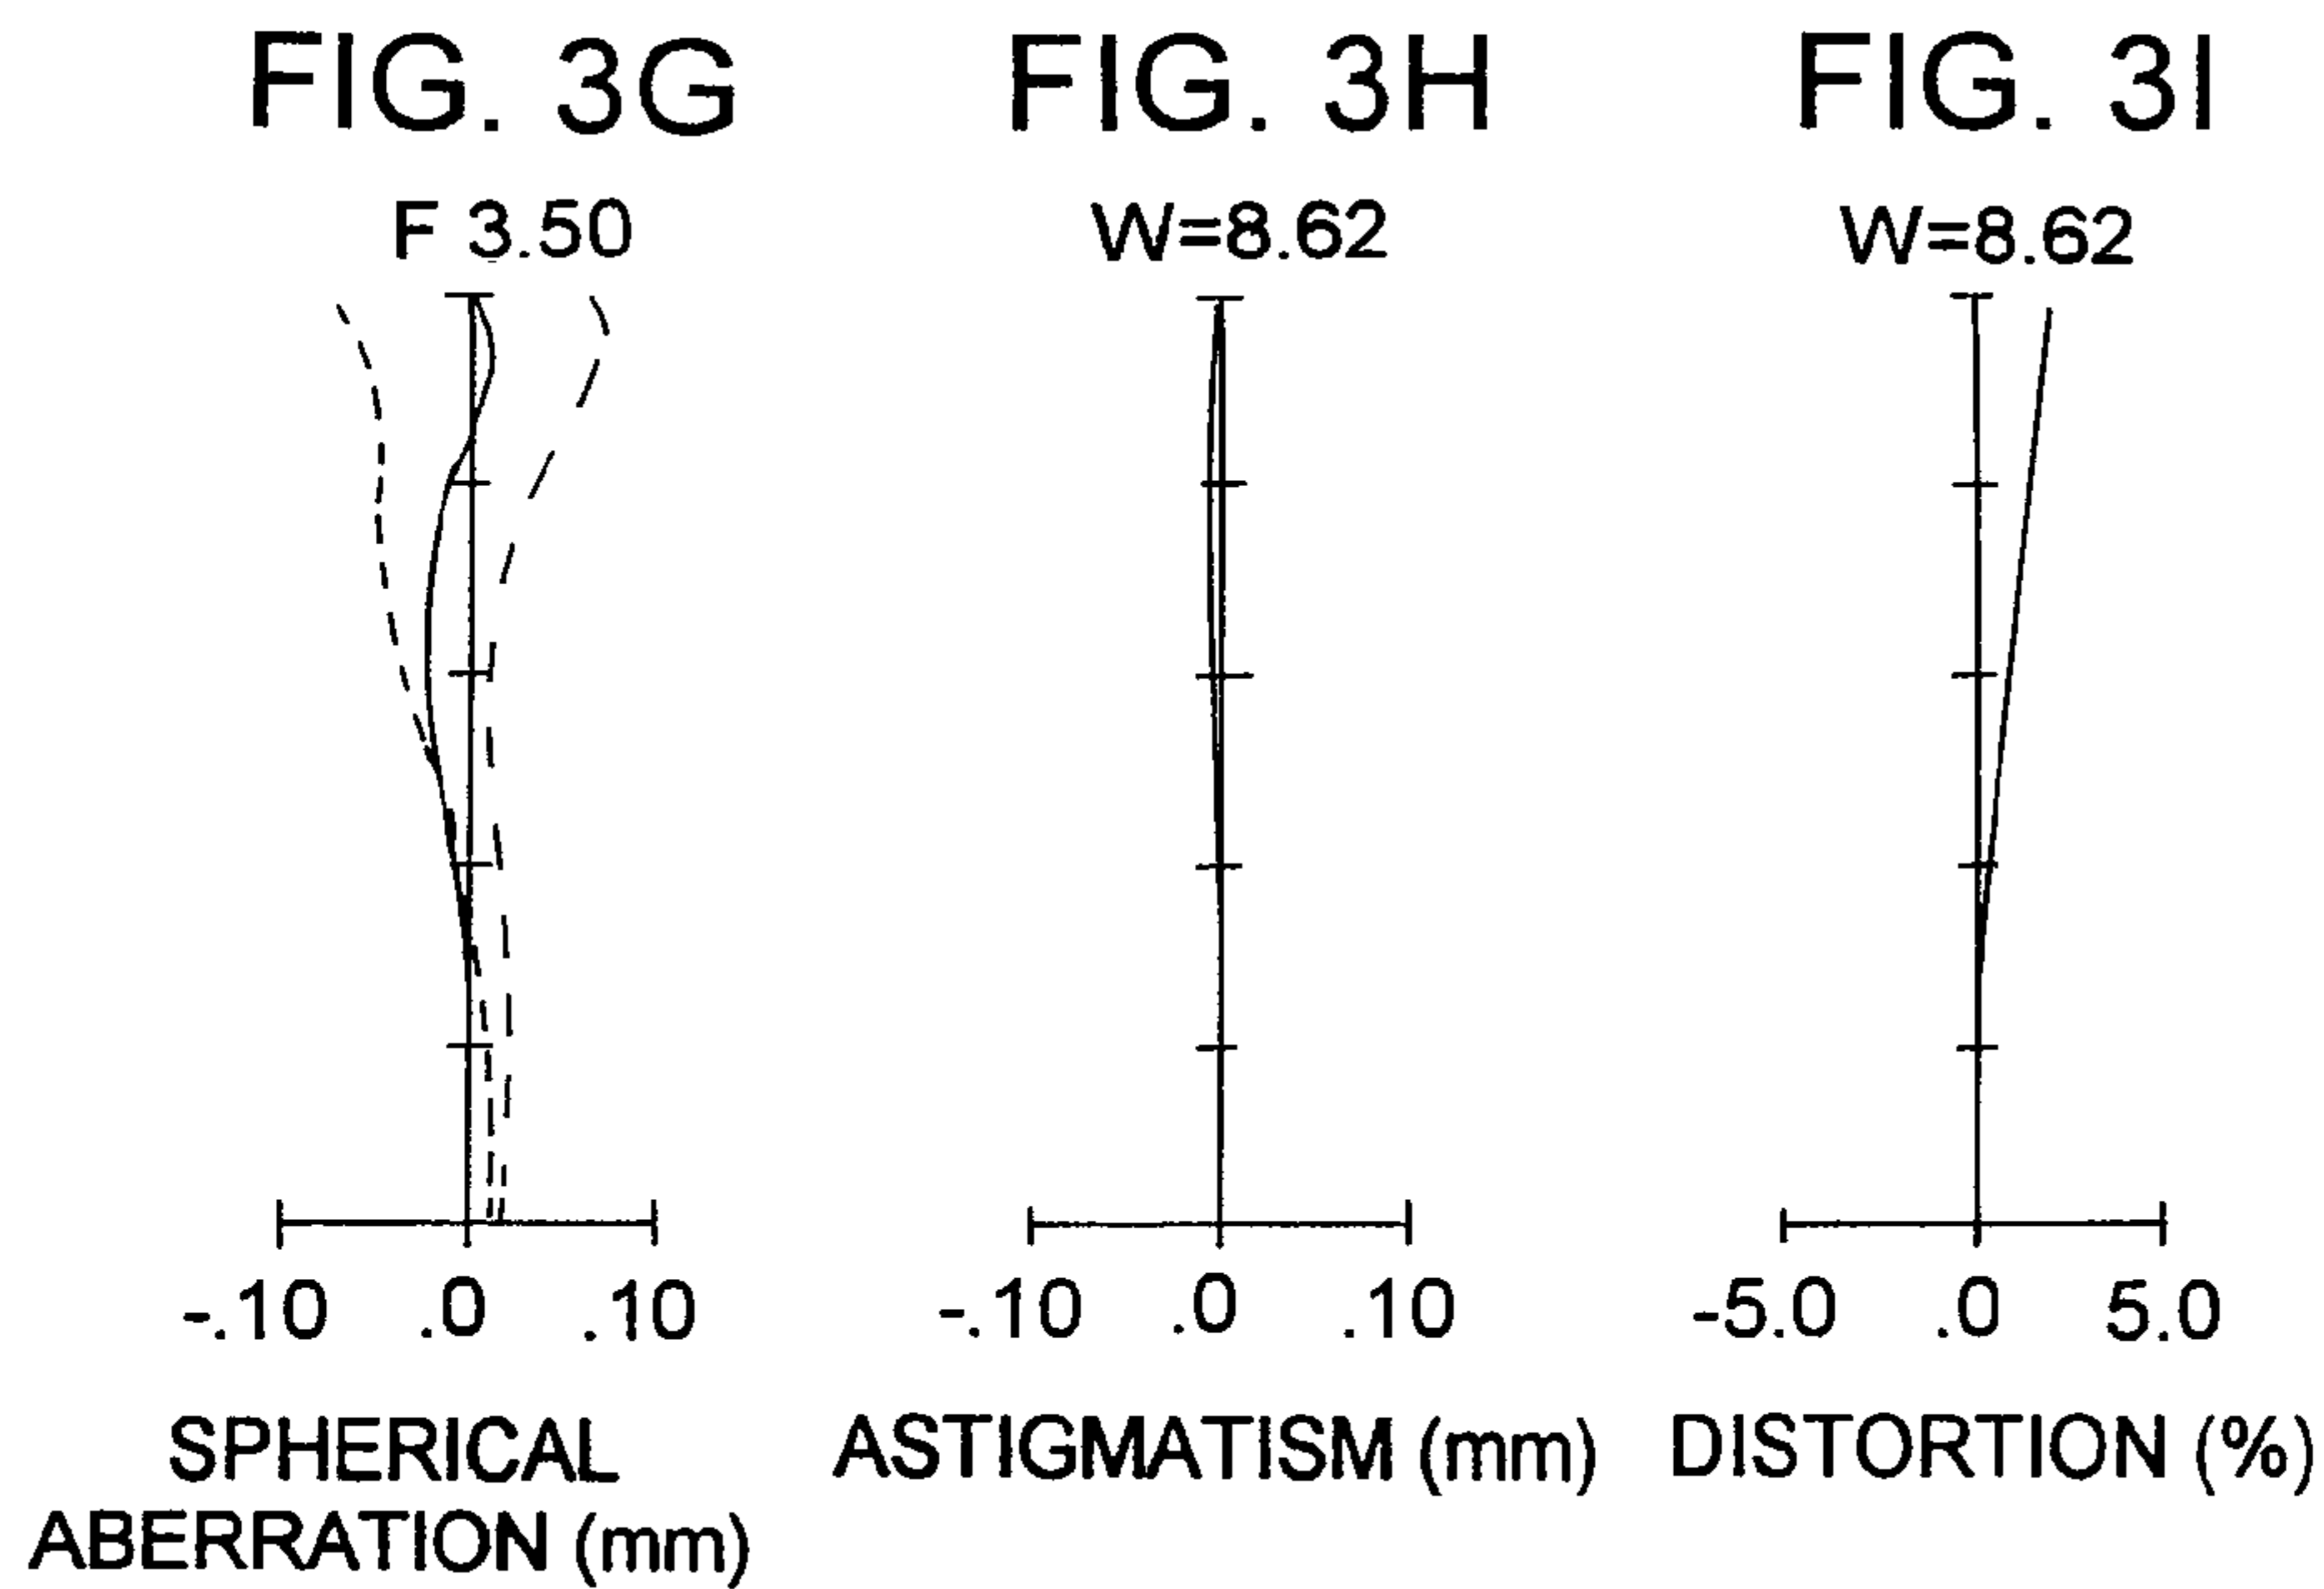 FIG. 3G FIG. 3H FIG. 3I
F 3.50 W=8.62 W=8.62
-.10 .0 .10 -.10 .0 .10 -5.0 .0 5.0
SPHERICAL ASTIGMATISM (mm) DISTORTION (%)
ABERRATION (mm)